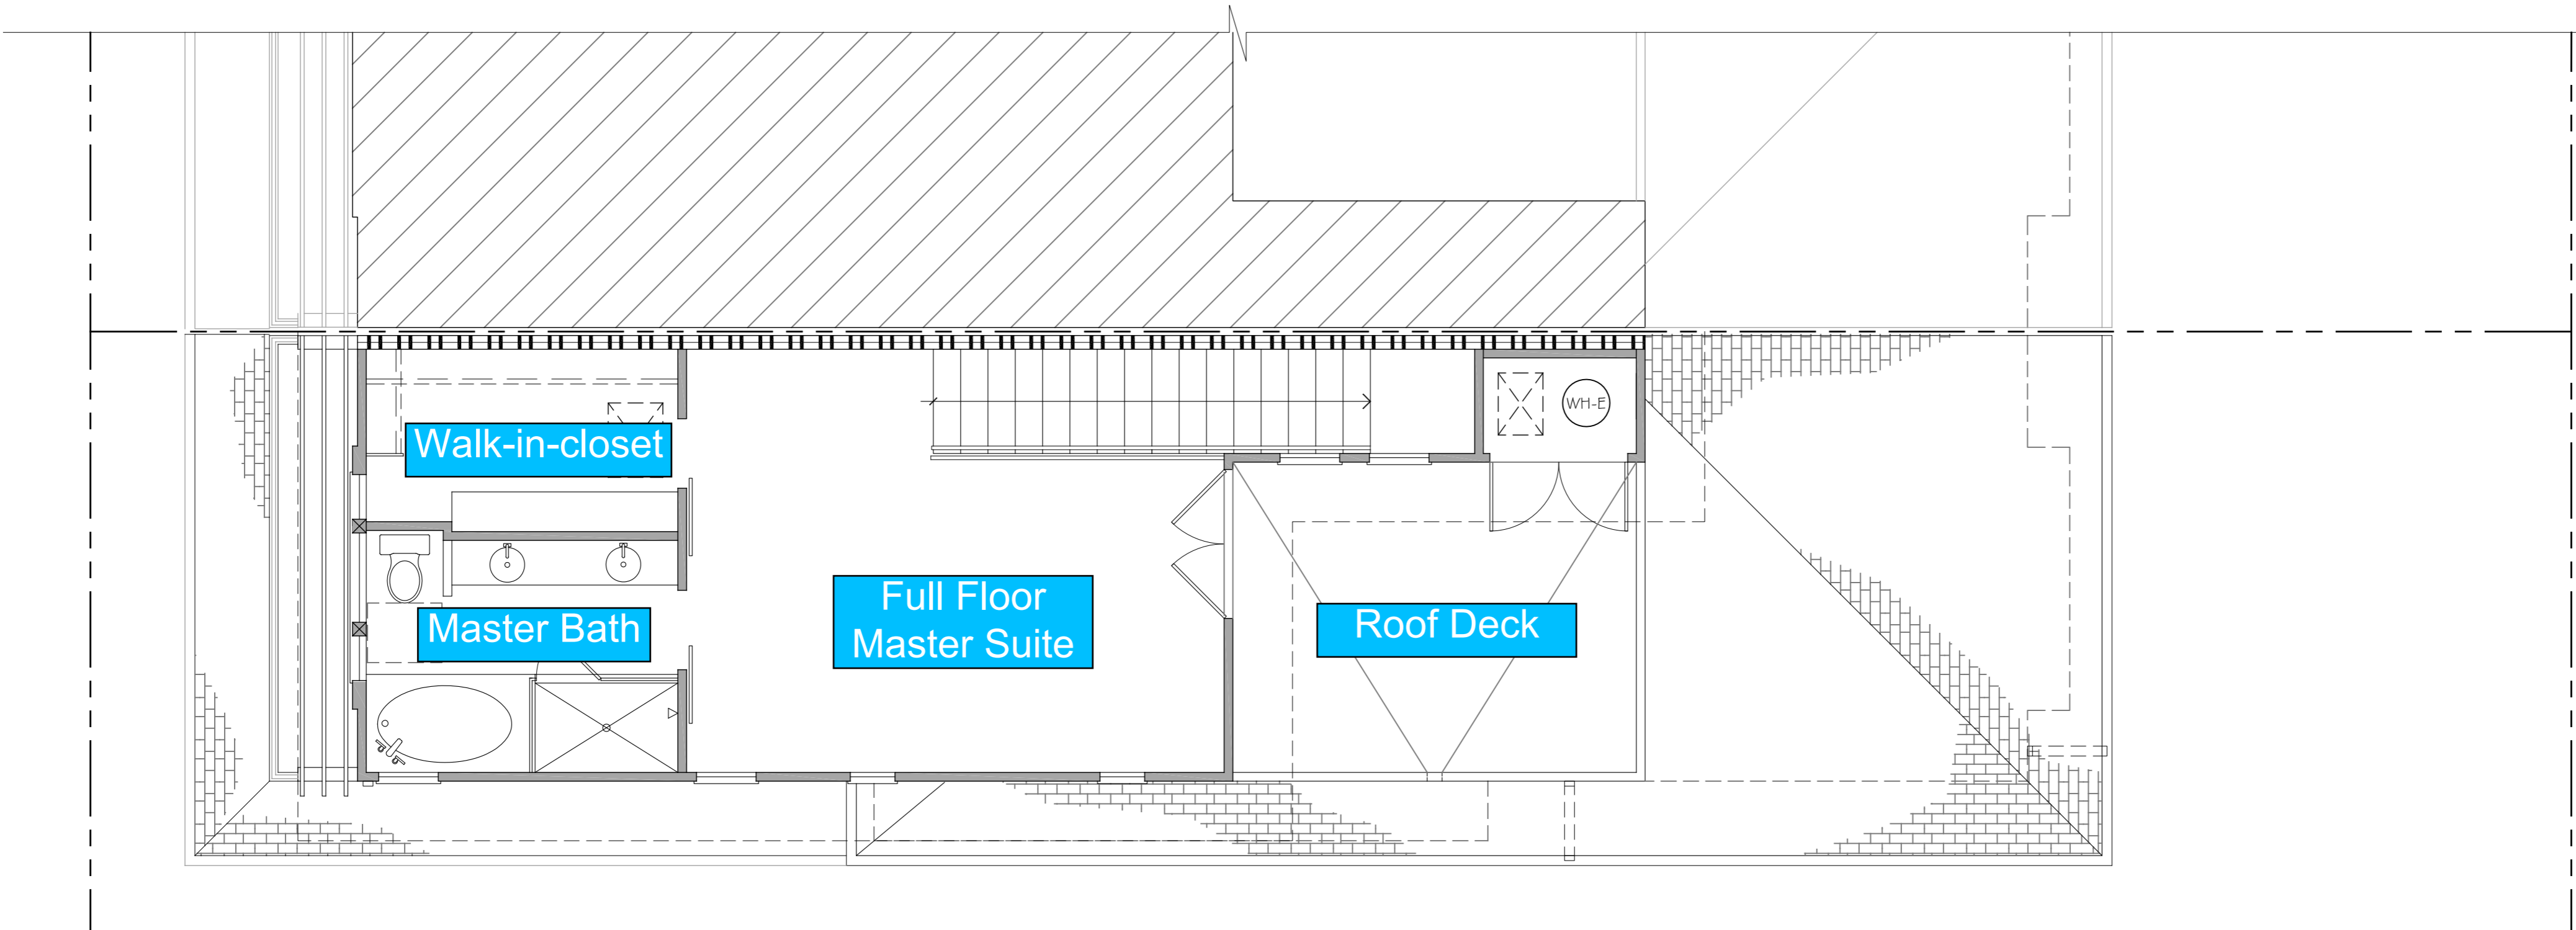 WH-E
Walk-in-closet
Full Floor
Master Suite
Master Bath
Roof Deck